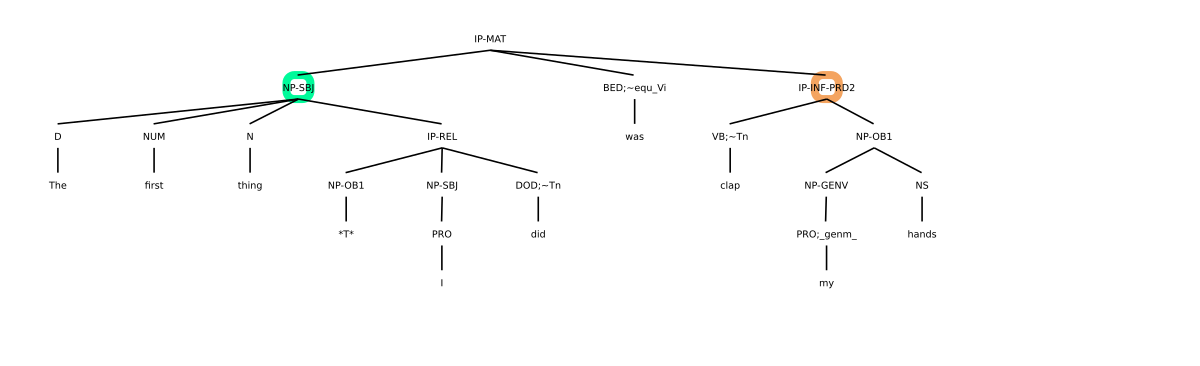 IP-MAT
NP-SBJ BED;~equ_Vi IP-INF-PRD2
D NUM N IP-REL was VB;~Tn NP-OB1
The first thing NP-OB1 NP-SBJ DOD;~Tn clap NP-GENV NS
*T* PRO did PRO;_genm_ hands
I my